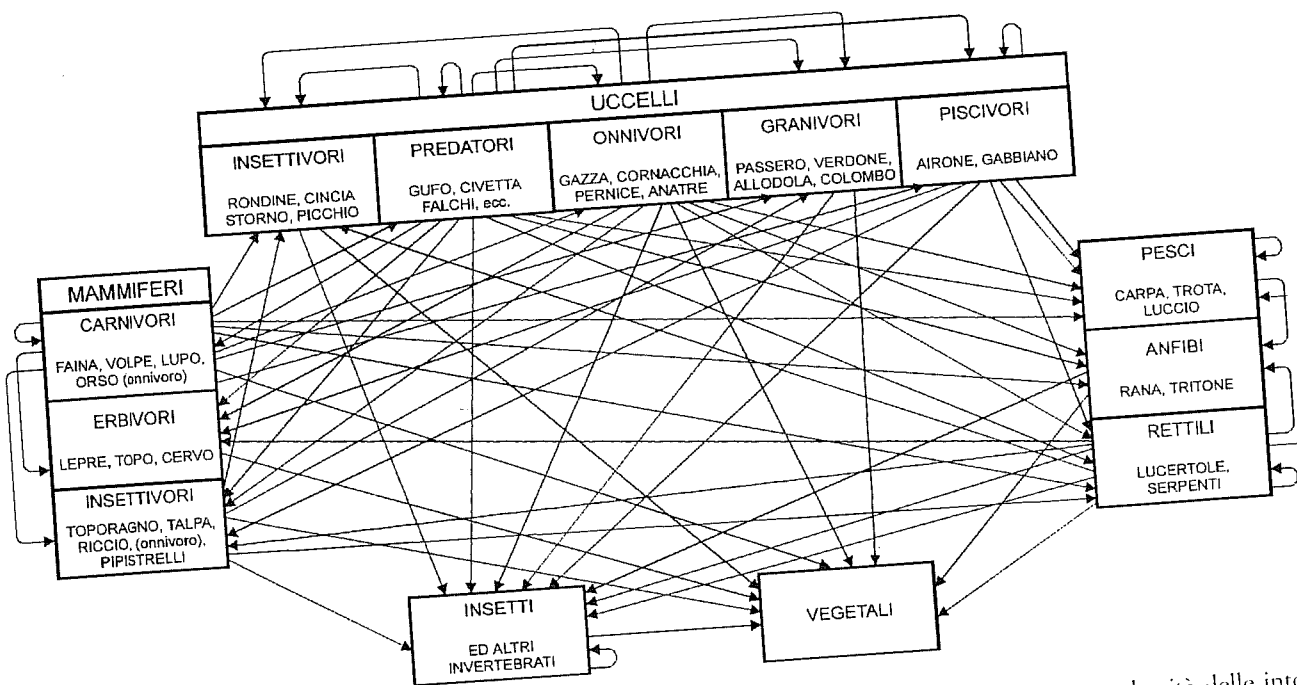 UCCELLI
INSETTIVORI
RONDINE, CINCIA
STORNO, PICCHIO
PREDATORI
GUFO, CIVETTA
FALCHI, ecc.
ONNIVORI
GAZZA, CORNACCHIA,
PERNICE, ANATRE
GRANIVORI
PASSERO, VERDONE,
ALLODOLA, COLOMBO
PISCIVORI
AIRONE, GABBIANO
MAMMIFERI
CARNIVORI
FAINA, VOLPE, LUPO,
ORSO (onnivoro)
ERBIVORI
LEPRE, TOPO, CERVO
INSETTIVORI
TOPORAGNO, TALPA,
RICCIO, (onnivoro),
PIPISTRELLI
PESCI
CARPA, TROTA,
LUCCIO
ANFIBI
RANA, TRITONE
RETTILI
LUCERTOLE,
SERPENTI
INSETTI
ED ALTRI
INVERTEBRATI
VEGETALI
delle